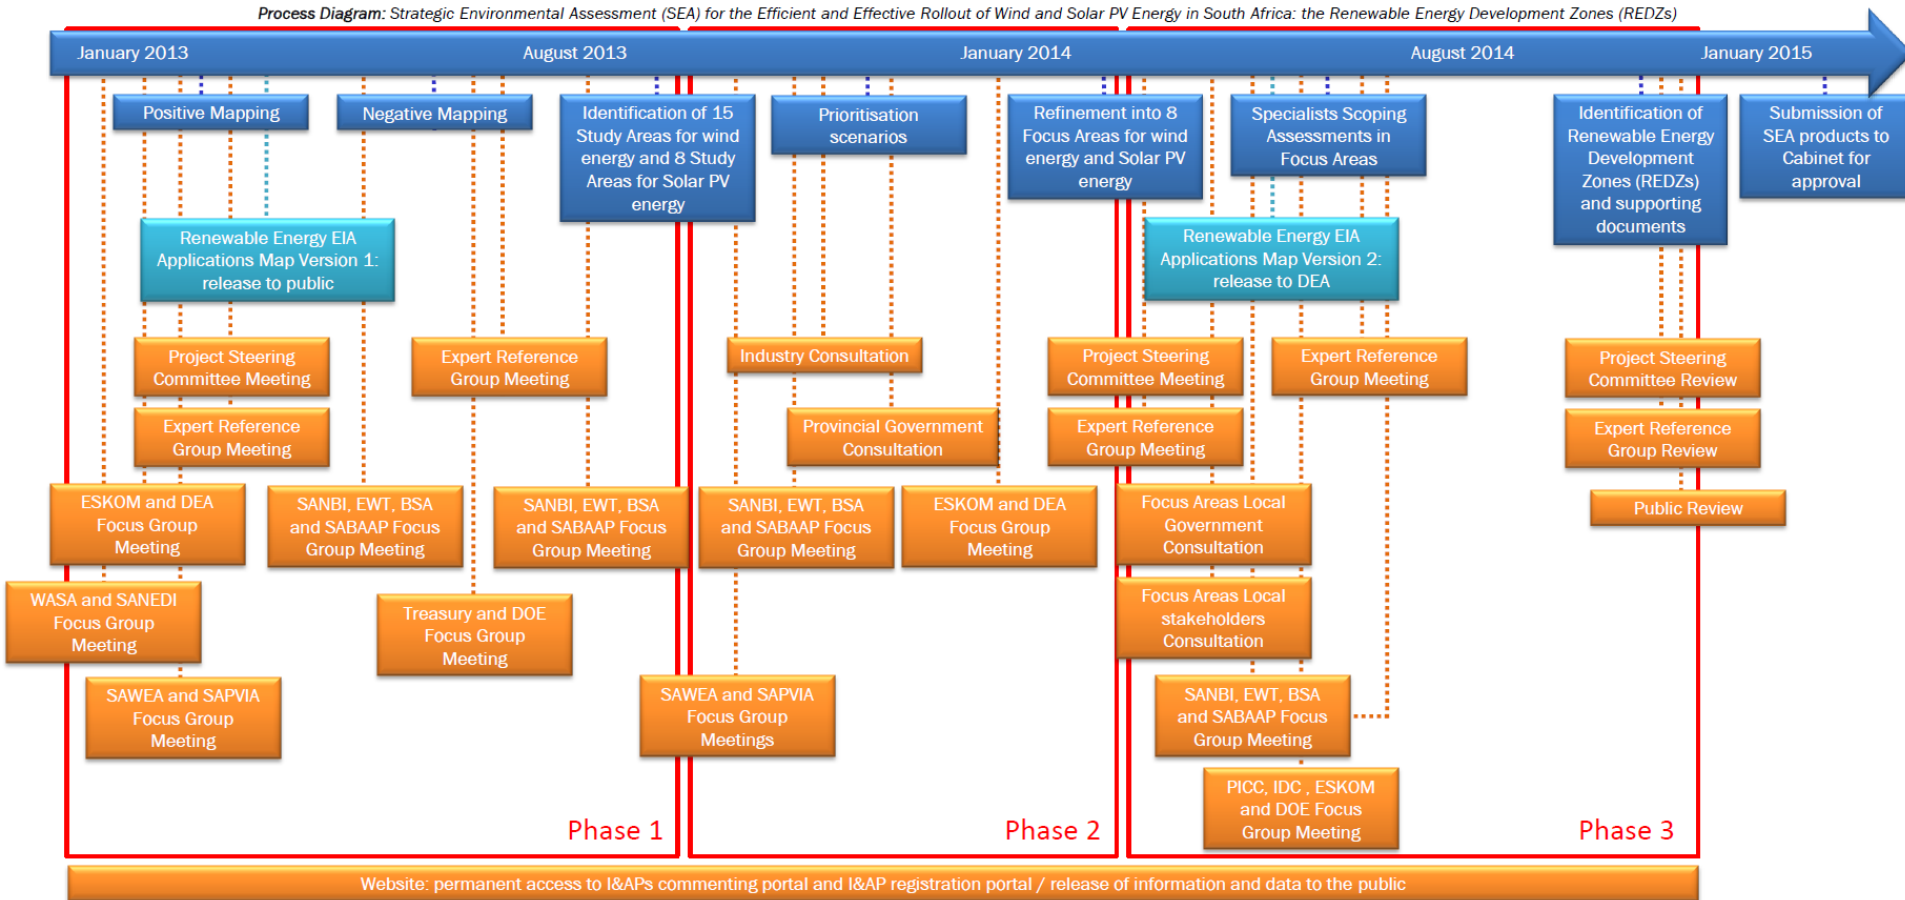 Process Diagram: Strategic Environmental Assessment (SEA) for the Efficient and Effective Rollout of Wind and Solar PV Energy in South Africa: the Renewable Energy Development Zones (REDZs)
January 2013
August 2013
January 2014
August 2014
January 2015
Positive Mapping
Negative Mapping
Identification of 15
Study Areas for wind
energy and 8 Study
Areas for Solar PV
energy
Prioritisation
scenarios
Refinement into 8
Focus Areas for wind
energy and Solar PV
energy
Specialists Scoping
Assessments in
Focus Areas
Identification of
Renewable Energy
Development
Zones (REDZs)
and supporting
documents
Submission of
SEA products to
Cabinet for
approval
Renewable Energy EIA
Applications Map Version 1:
release to public
Renewable Energy EIA
Applications Map Version 2:
release to DEA
Project Steering
Committee Meeting
Expert Reference
Group Meeting
Industry Consultation
Project Steering
Committee Meeting
Expert Reference
Group Meeting
Project Steering
Committee Review
Expert Reference
Group Meeting
Provincial Government
Consultation
Expert Reference
Group Meeting
Expert Reference
Group Review
ESKOM and DEA
Focus Group
Meeting
SANBI, EWT, BSA
and SABAAP Focus
Group Meeting
SANBI, EWT, BSA
and SABAAP Focus
Group Meeting
SANBI, EWT, BSA
and SABAAP Focus
Group Meeting
ESKOM and DEA
Focus Group
Meeting
Focus Areas Local
Government
Consultation
Public Review
WASA and SANEDI
Focus Group
Meeting
Treasury and DOE
Focus Group
Meeting
Focus Areas Local
stakeholders
Consultation
SAWEA and SAPVIA
Focus Group
Meeting
SAWEA and SAPVIA
Focus Group
Meetings
SANBI, EWT, BSA
and SABAAP Focus
Group Meeting
PICC, IDC , ESKOM
and DOE Focus
Group Meeting
Phase 1
Phase 2
Phase 3
Website: permanent access to I&APs commenting portal and I&AP registration portal / release of information and data to the public